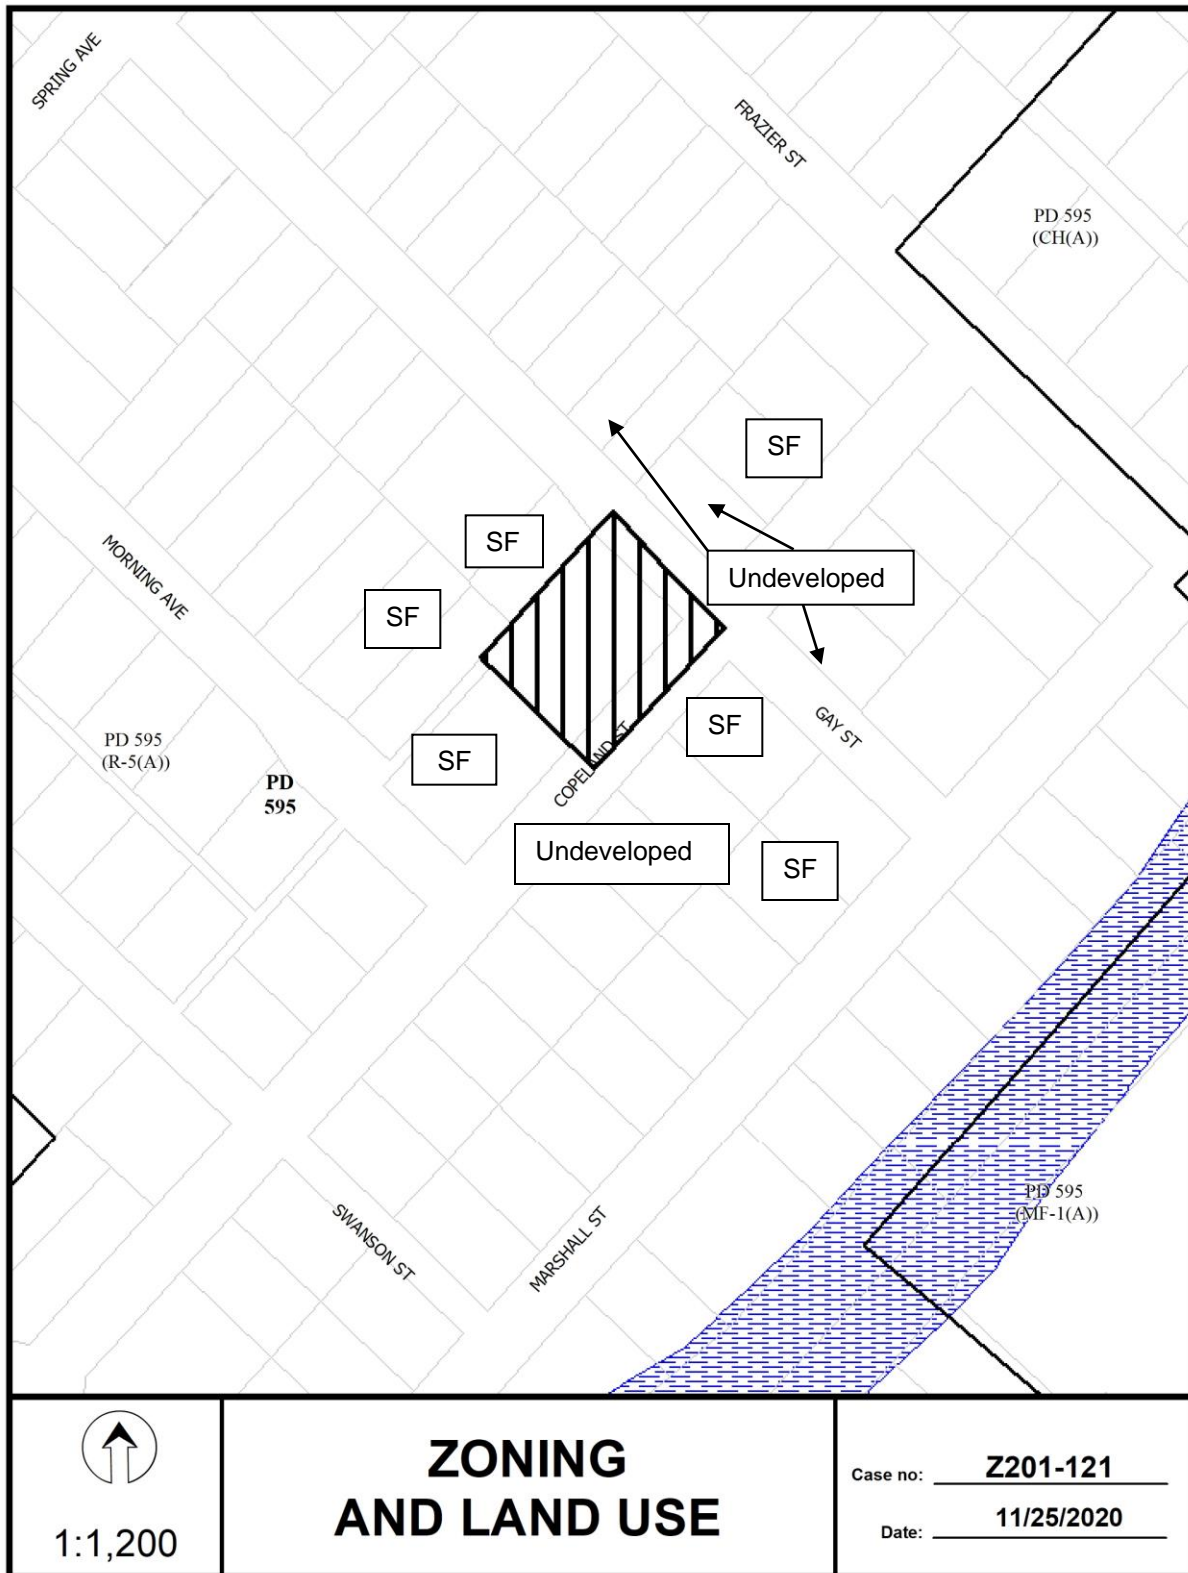 SPRING AVE
FRAZIER ST
PD 595
(CH(A))
SF
SF
MORNING AVE
Undeveloped
SF
SF
GAY ST
PD 595
(R-5(A))
SF
PD
595
COPELAND ST
Undeveloped
SF
PD 595
(MF-1(A))
SWANSON ST
MARSHALL ST
1:1,200
ZONING
AND LAND USE
Case no: Z201-121
Date: 11/25/2020